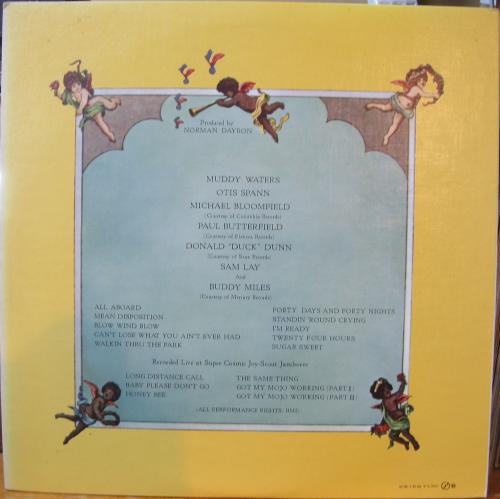 Produced by
NORMAN DAYRON
MUDDY WATERS
OTIS SPANN
MICHAEL BLOOMFIELD
(Courtesy of Columbia Records)
PAUL BUTTERFIELD
(Courtesy of Elektra Records)
DONALD "DUCK" DUNN
(Courtesy of Stax Records)
SAM LAY
And
BUDDY MILES
(Courtesy of Mercury Records)
ALL ABOARD
MEAN DISPOSITION
BLOW WIND BLOW
CAN'T LOSE WHAT YOU AIN'T EVER HAD
WALKIN THRU THE PARK
FORTY DAYS AND FORTY NIGHTS
STANDIN 'ROUND CRYING
I'M READY
TWENTY FOUR HOURS
SUGAR SWEET
Recorded Live at Super Cosmic Joy-Scout Jamboree
LONG DISTANCE CALL
BABY PLEASE DON'T GO
HONEY BEE
THE SAME THING
GOT MY MOJO WORKING (PART I)
GOT MY MOJO WORKING (PART II)
(ALL PERFORMANCE RIGHTS: BMI)